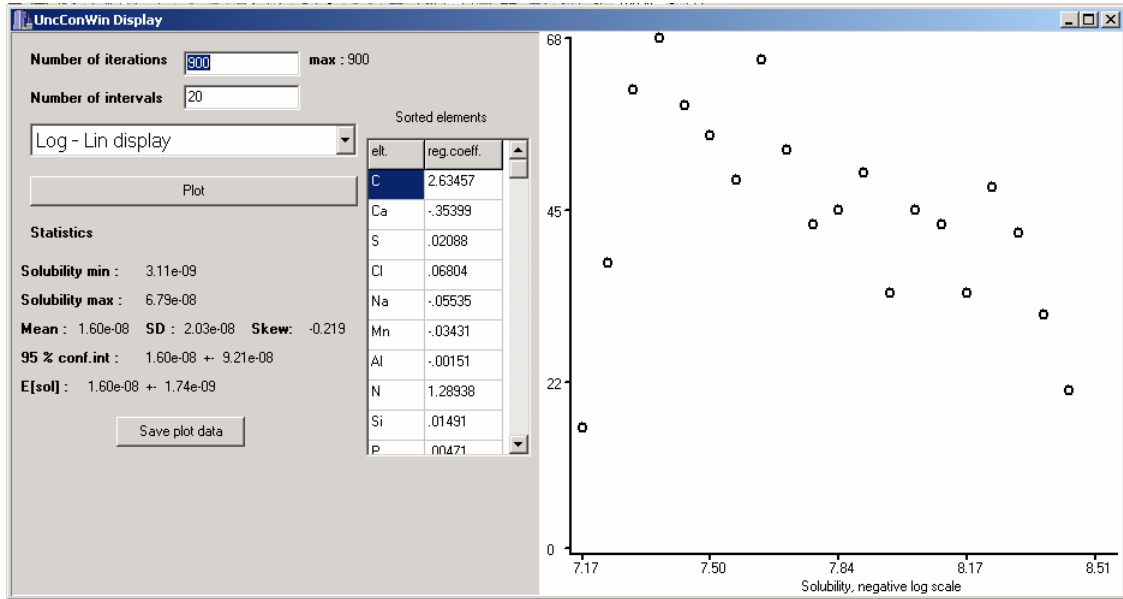 UncConWin Display
Number of iterations 900 max : 900
Number of intervals 20
Log - Lin display
Plot
Statistics
Solubility min : 3.11e-09
Solubility max : 6.79e-08
Mean : 1.60e-08 SD : 2.03e-08 Skew: -0.219
95 % conf.int : 1.60e-08 +- 9.21e-08
E[sol] : 1.60e-08 +- 1.74e-09
Save plot data
Sorted elements
elt. reg.coeff.
C 2.63457
Ca -.35399
S .02088
Cl .06804
Na -.05535
Mn -.03431
Al -.00151
N 1.28938
Si .01491
P .00471
68
45
22
0
7.17 7.50 7.84 8.17 8.51
Solubility, negative log scale